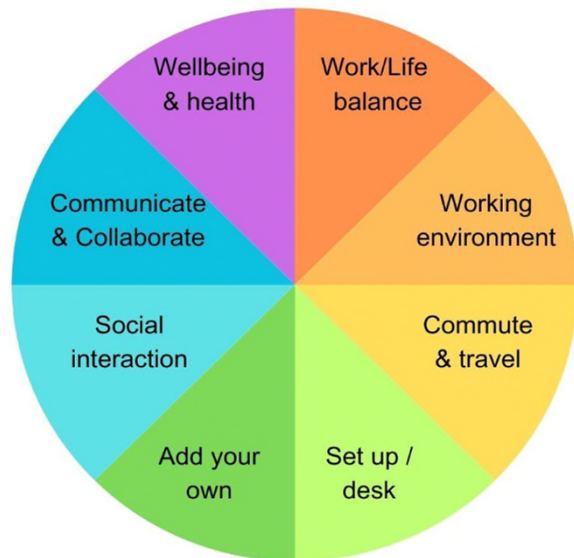 Wellbeing
& health
Work/Life
balance
Working
environment
Commute
& travel
Set up /
desk
Add your
own
Social
interaction
Communicate
& Collaborate